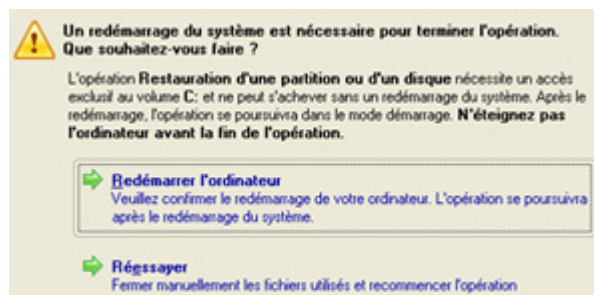 Un redémarrage du système est nécessaire pour terminer l'opération.
Que souhaitez-vous faire ?
L'opération Restauration d'une partition ou d'un disque nécessite un accès
exclusif au volume C: et ne peut s'achever sans un redémarrage du système. Après le
redémarrage, l'opération se poursuivra dans le mode démarrage. N'éteignez pas
l'ordinateur avant la fin de l'opération.
Redémarrer l'ordinateur
Veuillez confirmer le redémarrage de votre ordinateur. L'opération se poursuivra
après le redémarrage du système.
Réessayer
Fermer manuellement les fichiers utilisés et recommencer l'opération